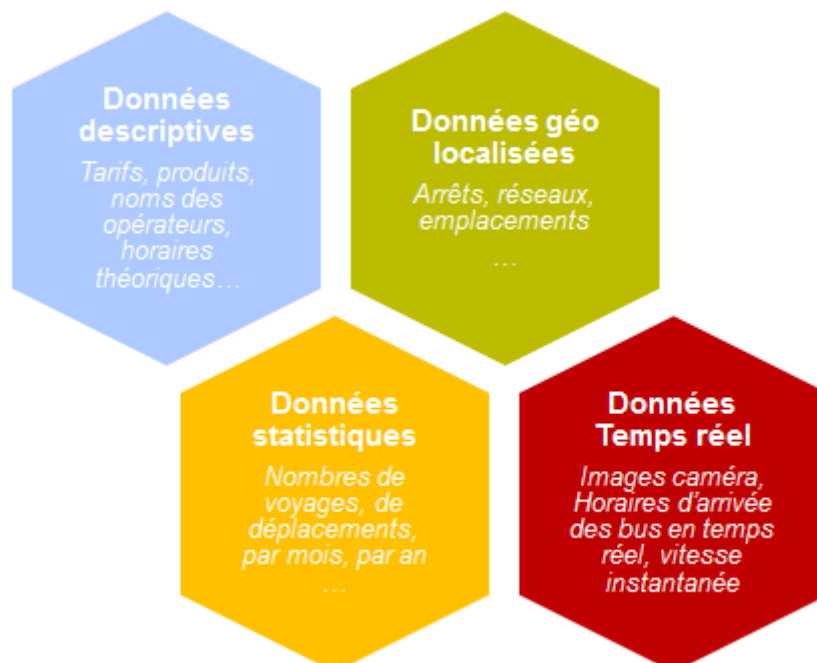 Données
descriptives
Tarifs, produits,
noms des
opérateurs,
horaires
théoriques…
Données géo
localisées
Arrêts, réseaux,
emplacements
…
Données
statistiques
Nombres de
voyages, de
déplacements,
par mois, par an
…
Données
Temps réel
Images caméra,
Horaires d’arrivée
des bus en temps
réel, vitesse
instantanée